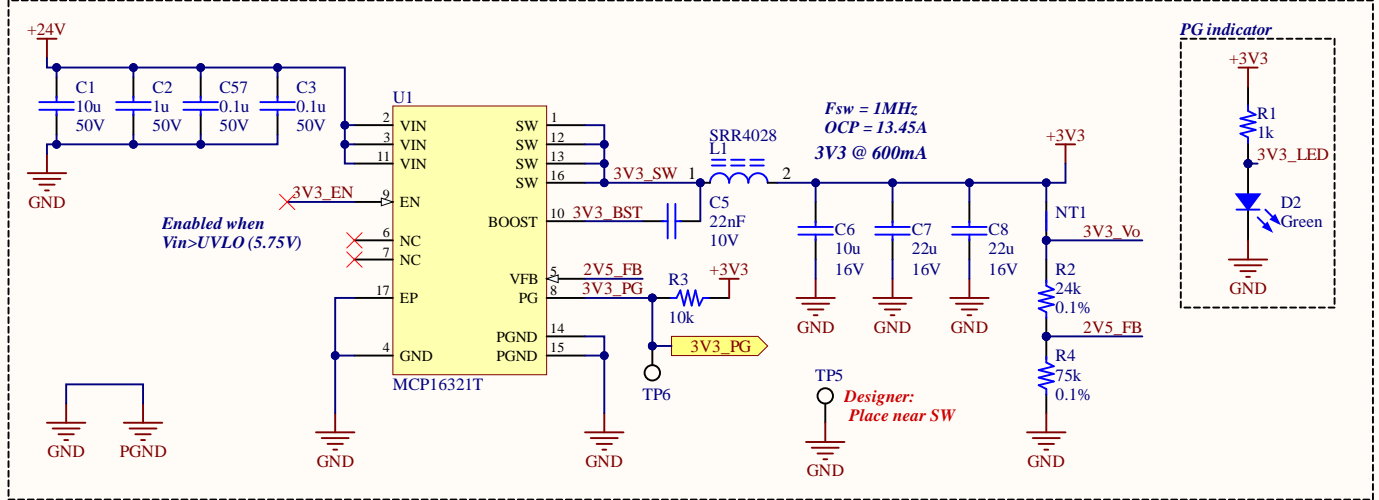 +24V
C1
10u
50V
C2
1u
50V
C57
0.1u
50V
C3
0.1u
50V
GND
3V3_EN
Enabled when
Vin>UVLO (5.75V)
U1
2 VIN
3 VIN
11 VIN
9 EN
6 NC
7 NC
17 EP
4 GND
SW 1
SW 12
SW 13
SW 16
BOOST 10
VFB 5
PG 8
PGND 14
PGND 15
MCP16321T
3V3_SW
3V3_BST
2V5_FB
3V3_PG
SRR4028
L1
1 2
C5
22nF
10V
Fsw = 1MHz
OCP = 13.45A
3V3 @ 600mA
R3
10k
+3V3
3V3_PG
TP6
C6
10u
16V
C7
22u
16V
C8
22u
16V
GND
GND
GND
+3V3
NT1
3V3_Vo
R2
24k
0.1%
2V5_FB
R4
75k
0.1%
GND
TP5
Designer:
Place near SW
GND
GND
PGND
GND
GND
PG indicator
+3V3
R1
1k
3V3_LED
D2
Green
GND